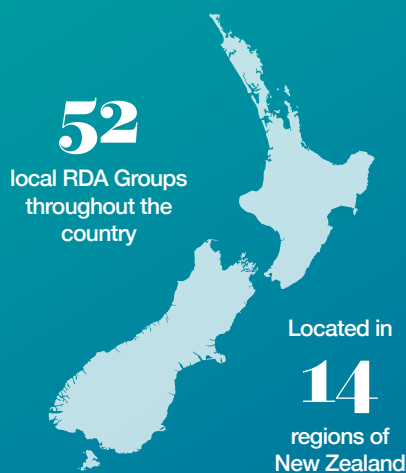 52
local RDA Groups
throughout the
country
Located in
14
regions of
New Zealand